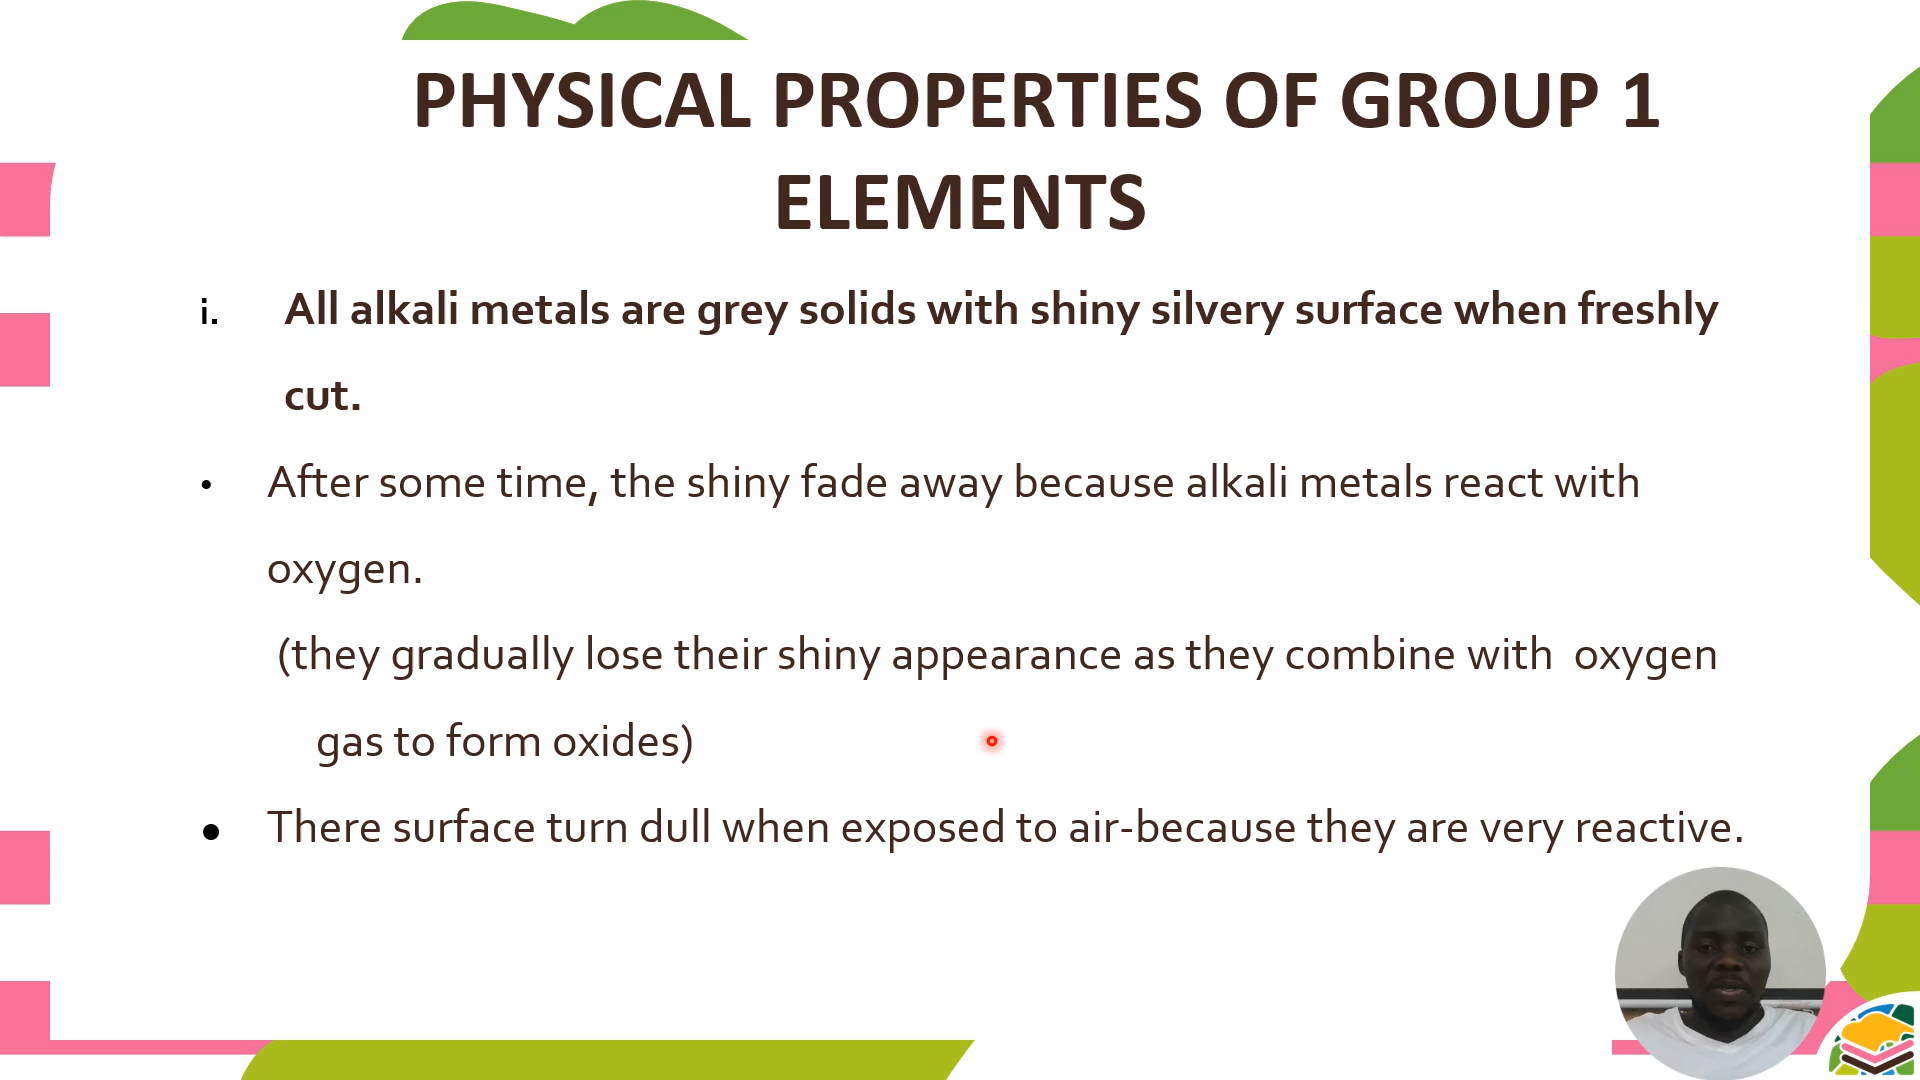 PHYSICAL PROPERTIES OF GROUP 1
ELEMENTS
i. All alkali metals are grey solids with shiny silvery surface when freshly
cut.
• After some time, the shiny fade away because alkali metals react with
oxygen.
(they gradually lose their shiny appearance as they combine with oxygen
gas to form oxides)
● There surface turn dull when exposed to air-because they are very reactive.